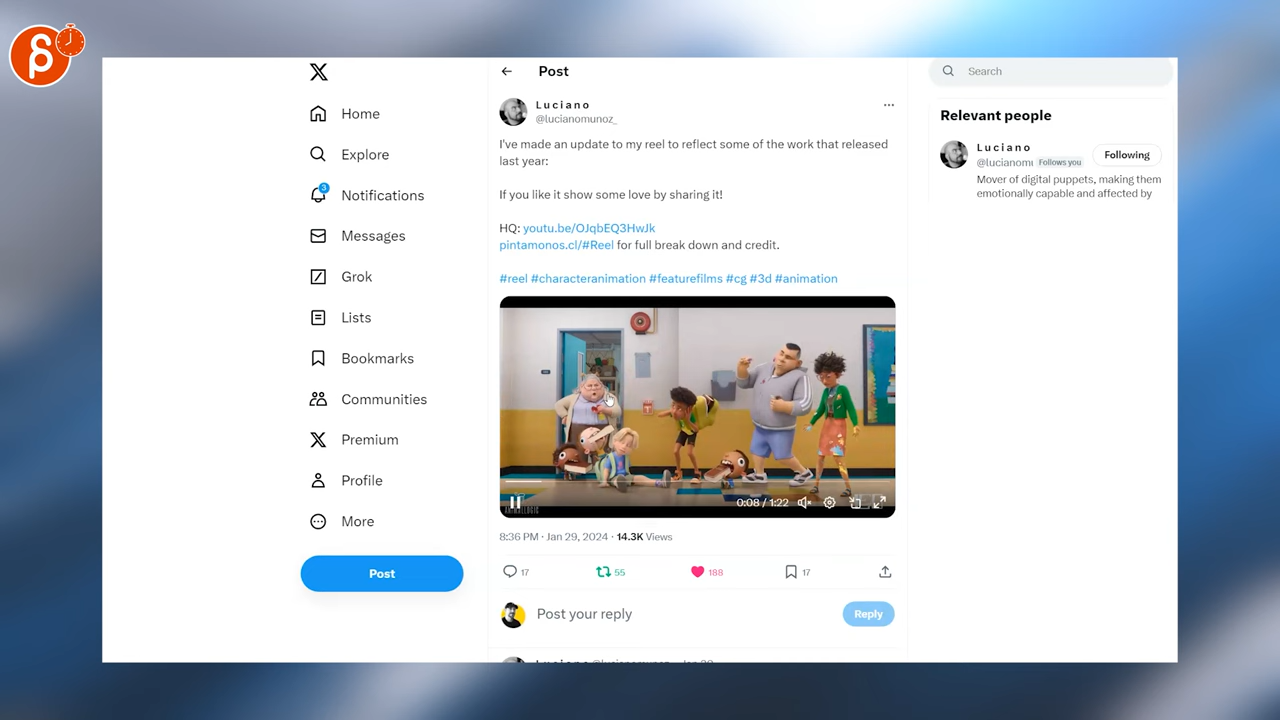 Post
Search
Luciano
@lucianomunoz_
Home
Explore
3
Notifications
Messages
Grok
Lists
Bookmarks
Communities
Premium
Profile
More
Post
I've made an update to my reel to reflect some of the work that released
last year:
If you like it show some love by sharing it!
HQ: youtu.be/OJqbEQ3HwJk
pintamonos.cl/#Reel for full break down and credit.
#reel #characteranimation #featurefilms #cg #3d #animation
0:08 / 1:22
8:36 PM · Jan 29, 2024 · 14.3K Views
17 55 188 17
Post your reply
Reply
Relevant people
Luciano
@lucianomu Follows you
Following
Mover of digital puppets, making them
emotionally capable and affected by